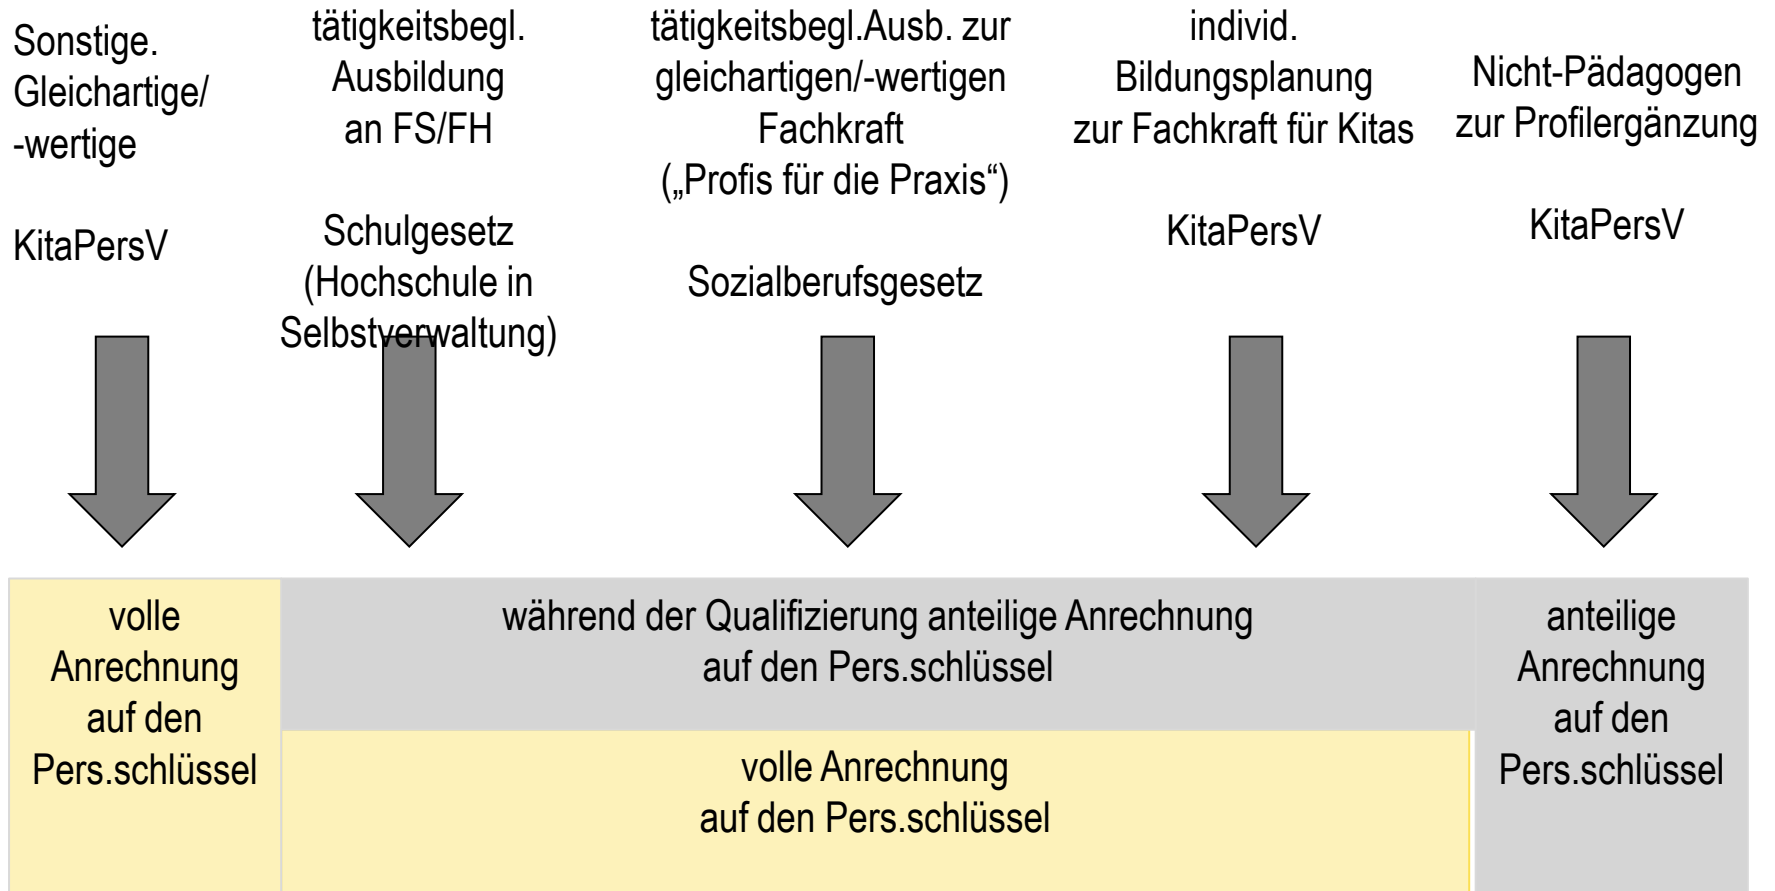 Sonstige.
Gleichartige/
-wertige
KitaPersV
tätigkeitsbegl.
Ausbildung
an FS/FH
Schulgesetz
(Hochschule in
Selbstverwaltung)
tätigkeitsbegl.Ausb. zur
gleichartigen/-wertigen
Fachkraft
(„Profis für die Praxis“)
Sozialberufsgesetz
individ.
Bildungsplanung
zur Fachkraft für Kitas
KitaPersV
Nicht-Pädagogen
zur Profilergänzung
KitaPersV
volle
Anrechnung
auf den
Pers.schlüssel
während der Qualifizierung anteilige Anrechnung
auf den Pers.schlüssel
volle Anrechnung
auf den Pers.schlüssel
anteilige
Anrechnung
auf den
Pers.schlüssel